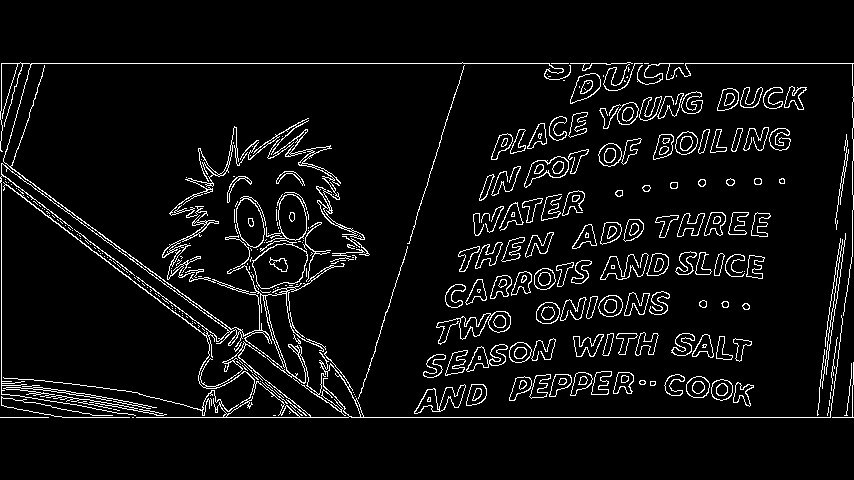 DUCK
PLACE YOUNG DUCK
IN POT OF BOILING
WATER .......
THEN ADD THREE
CARROTS AND SLICE
TWO ONIONS ...
SEASON WITH SALT
AND PEPPER.. COOK